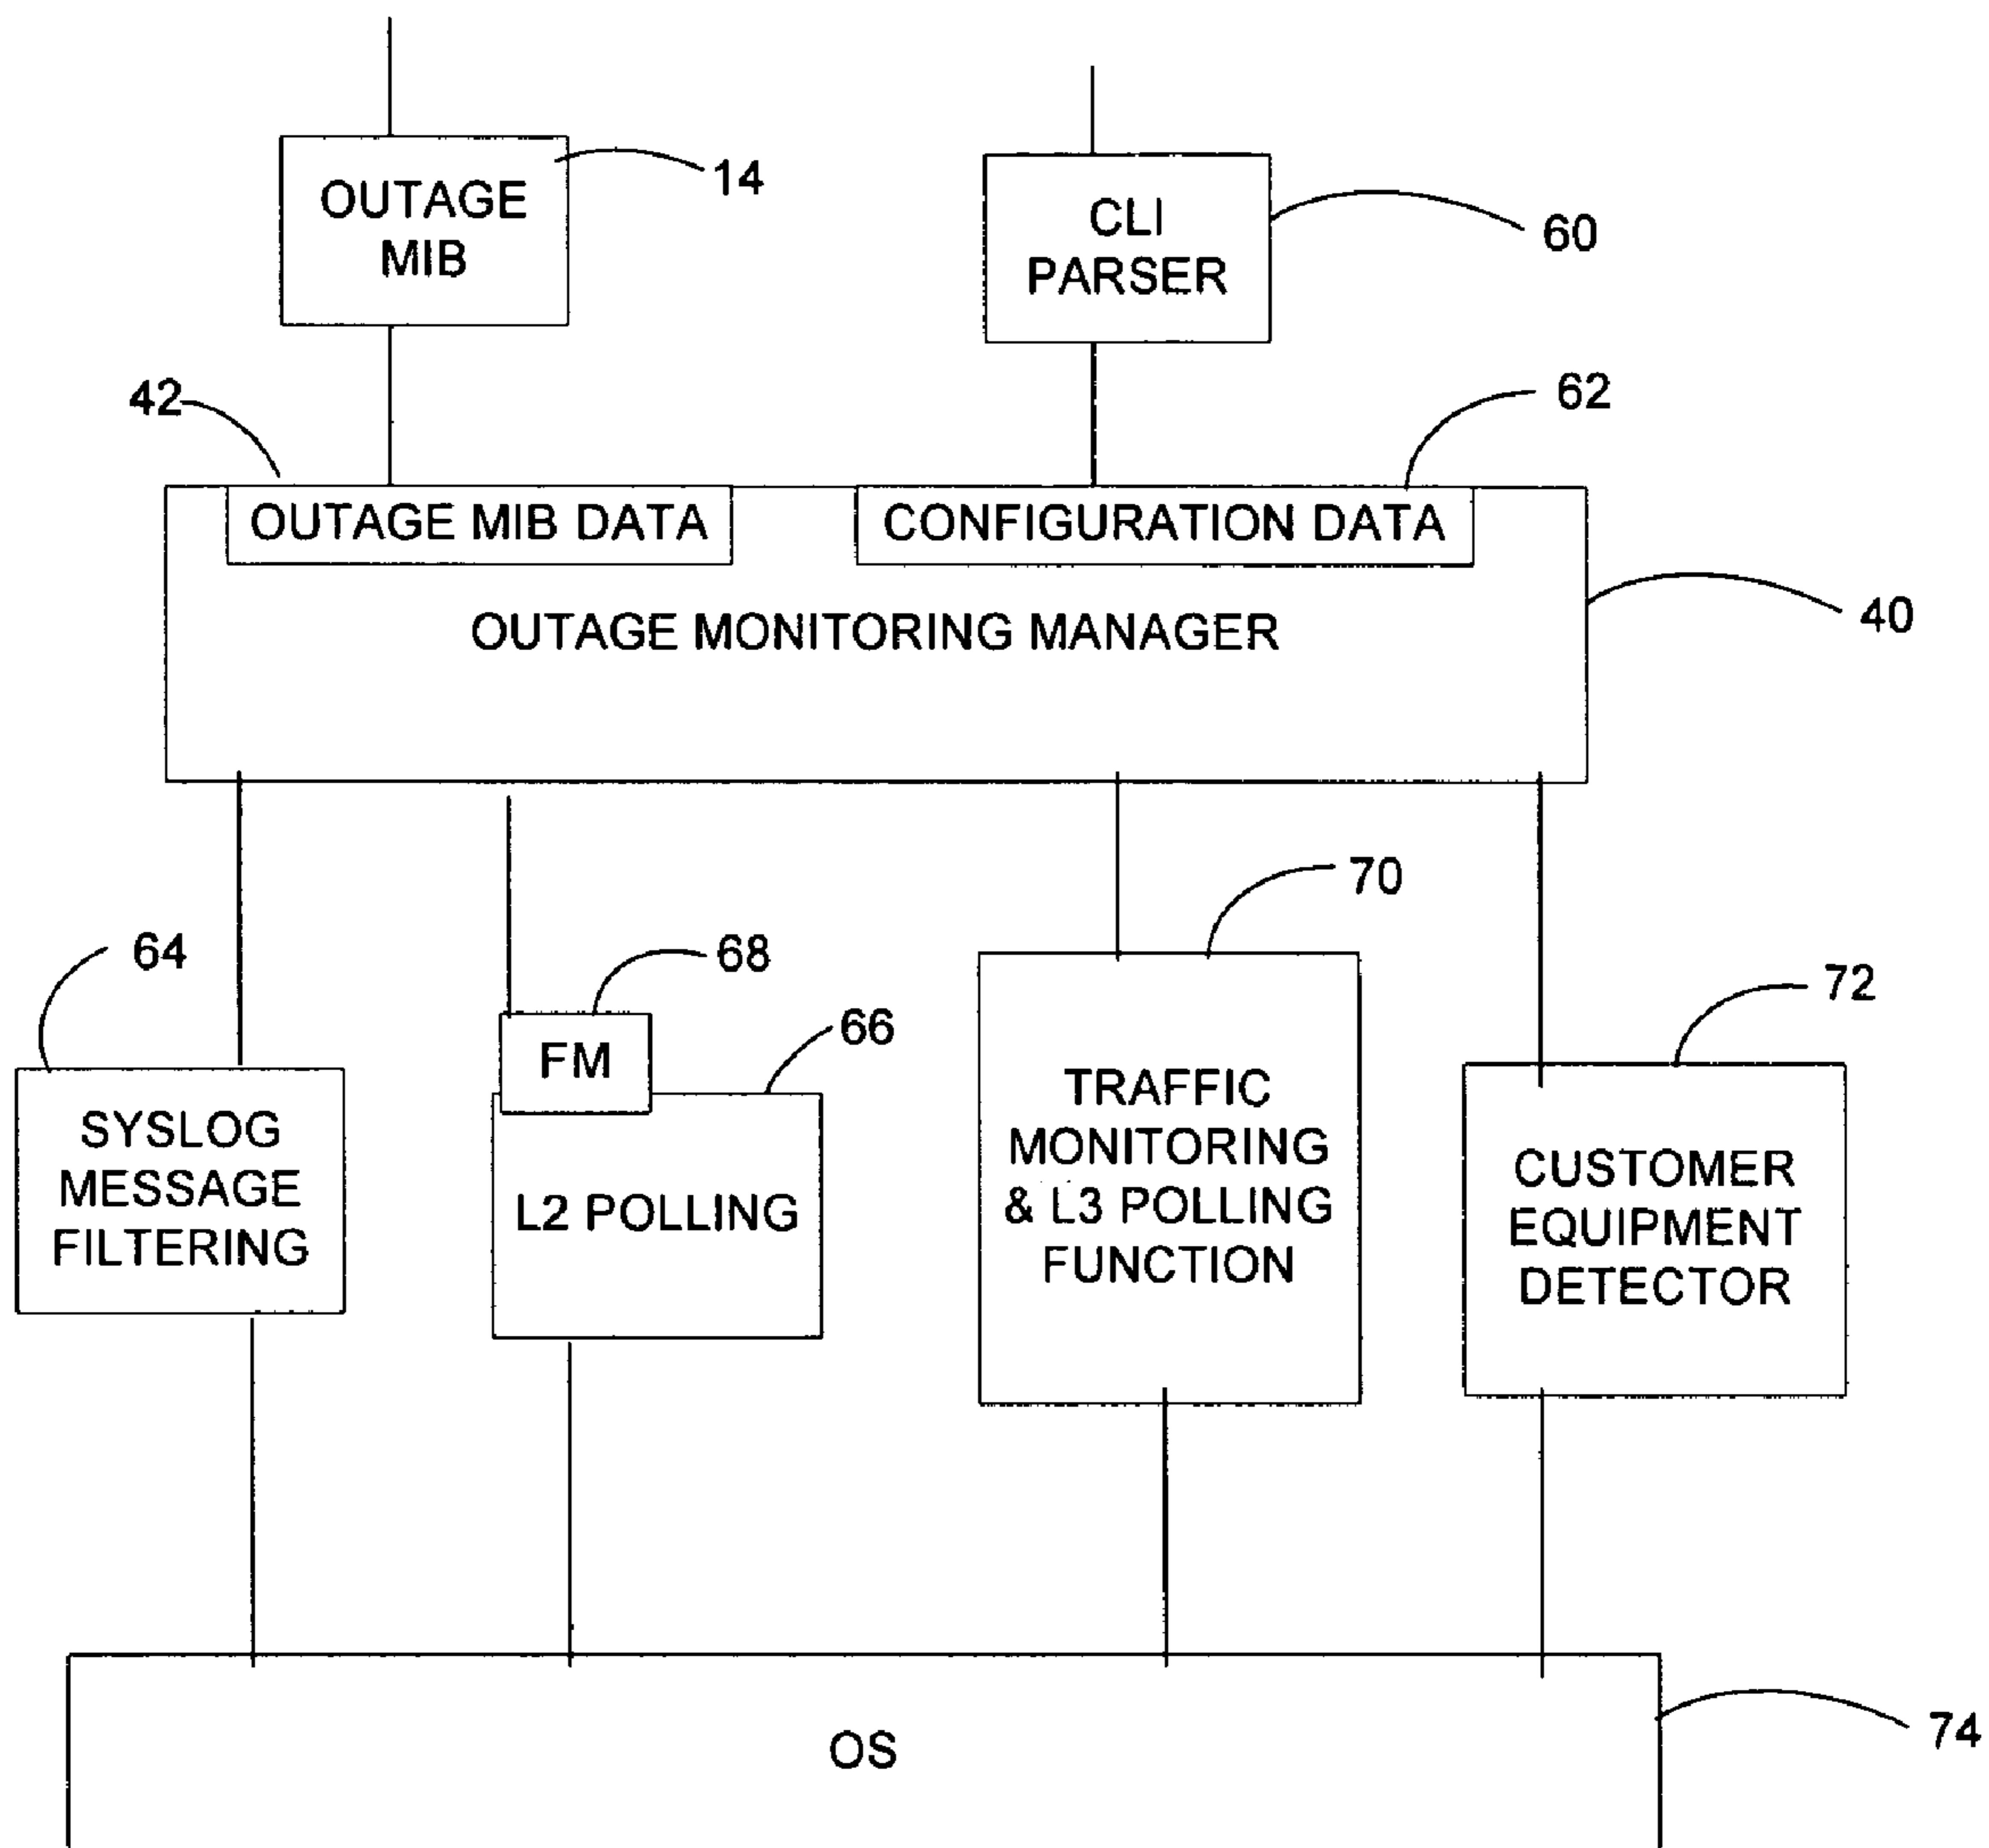 OUTAGE
MIB
14
CLI
PARSER
60
42
62
OUTAGE MIB DATA
CONFIGURATION DATA
OUTAGE MONITORING MANAGER
40
64
68
66
70
72
FM
SYSLOG
MESSAGE
FILTERING
L2 POLLING
TRAFFIC
MONITORING
& L3 POLLING
FUNCTION
CUSTOMER
EQUIPMENT
DETECTOR
OS
74